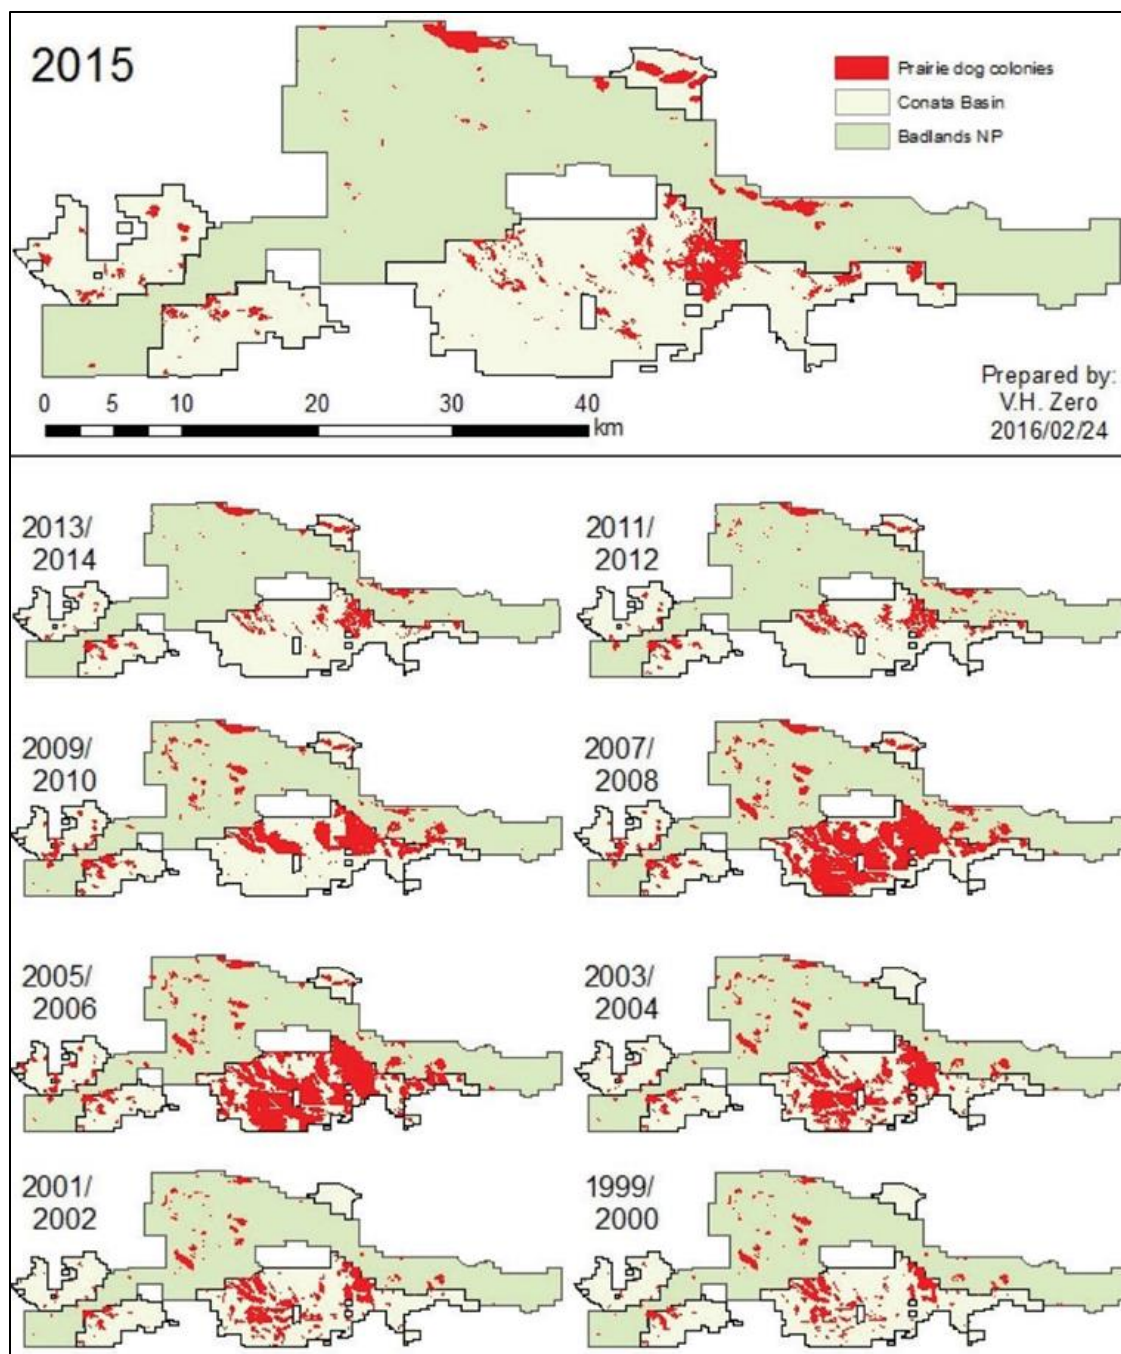 2015
Prairie dog colonies
Conata Basin
Badlands NP
Prepared by:
V.H. Zero
2016/02/24
0 5 10 20 30 40
km
2013/
2014
2011/
2012
2009/
2010
2007/
2008
2005/
2006
2003/
2004
2001/
2002
1999/
2000